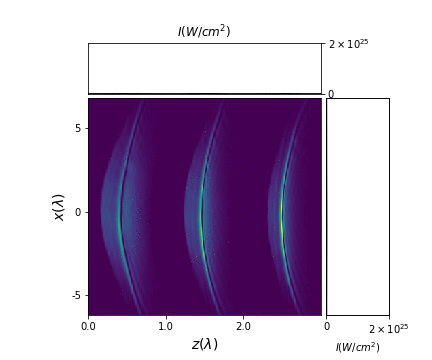 I(W/cm²)
2 × 10²⁵
0
5
0
-5
x(λ)
0.0 1.0 2.0
z(λ)
0 2 × 10²⁵
I(W/cm²)